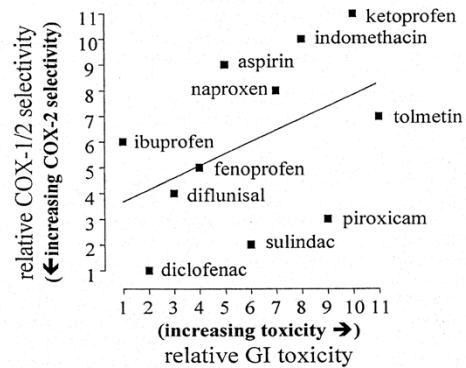 relative COX-1/2 selectivity
(←increasing COX-2 selectivity)
11
10
9
8
7
6
5
4
3
2
1
ketoprofen
indomethacin
aspirin
naproxen
tolmetin
ibuprofen
fenoprofen
diflunisal
piroxicam
sulindac
diclofenac
1 2 3 4 5 6 7 8 9 10 11
(increasing toxicity →)
relative GI toxicity